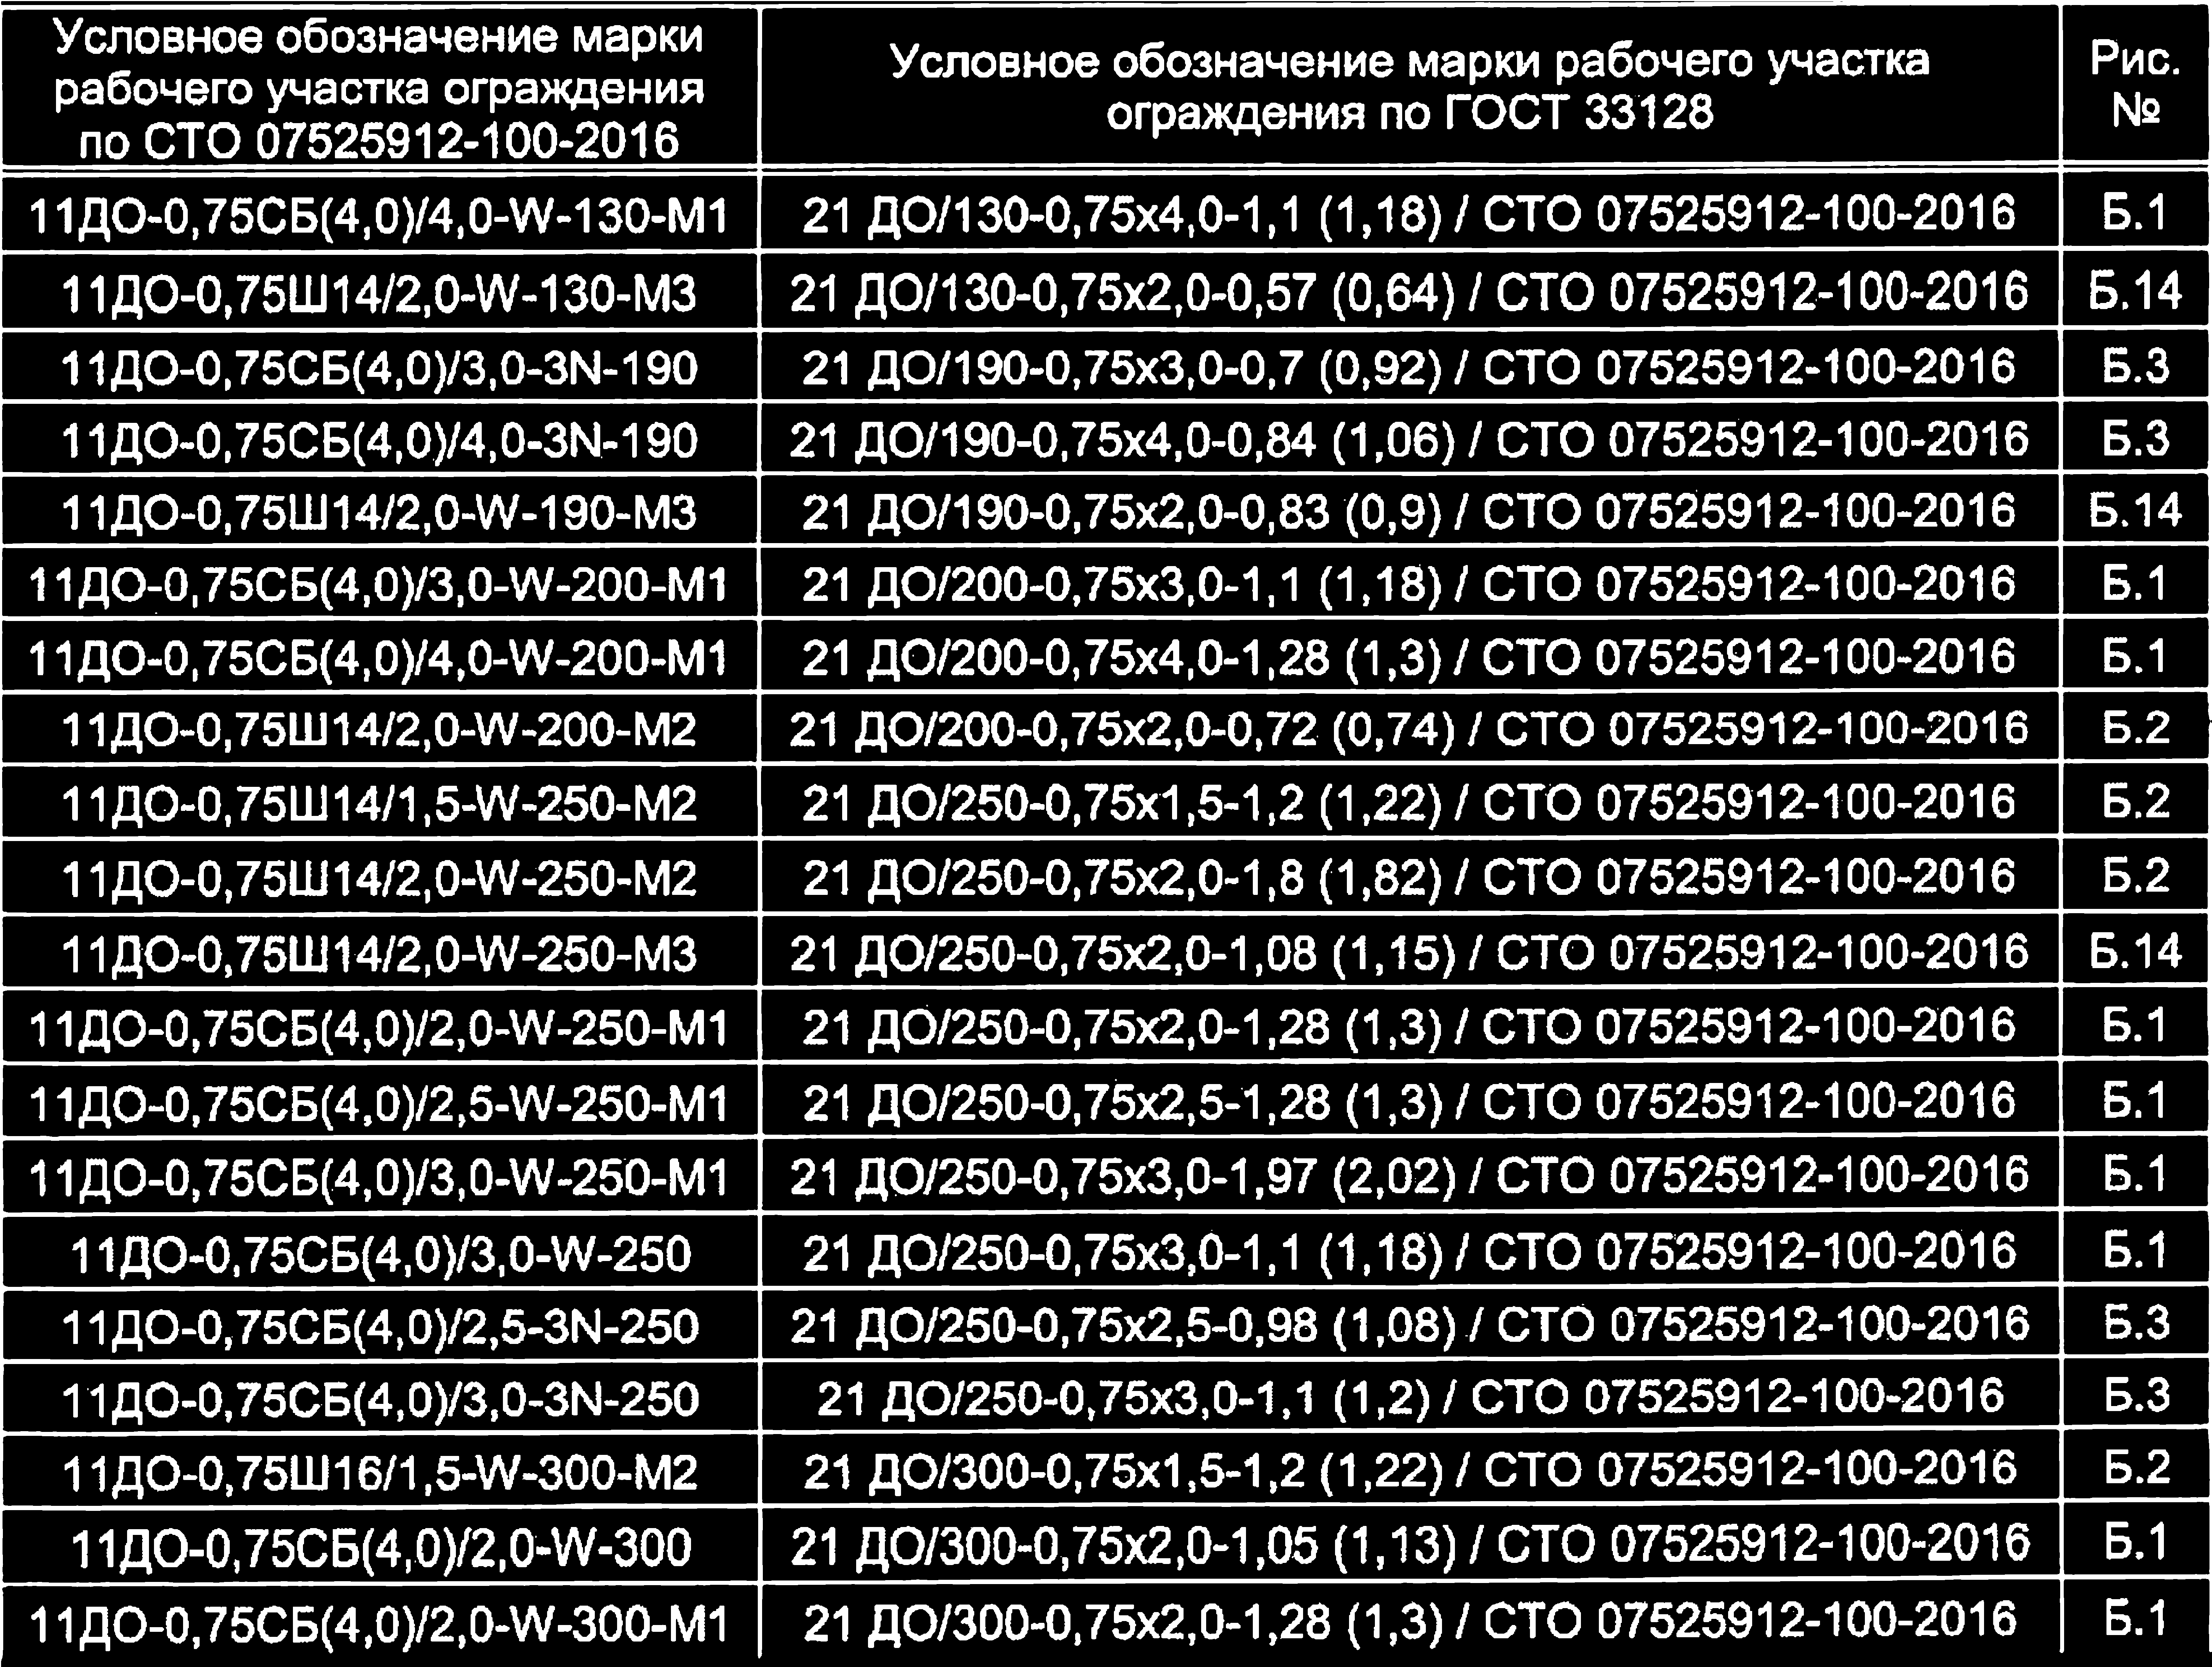 Условное обозначение марки
рабочего участка ограждения
по СТО 07525912-100-2016
Условное обозначение марки рабочего участка
ограждения по ГОСТ 33128
Рис.
№
11ДО-0,75СБ(4,0)/4,0-W-130-М1 21 ДО/130-0,75х4,0-1,1 (1,18) / СТО 07525912-100-2016 Б.1
11ДО-0,75Ш14/2,0-W-130-М3 21 ДО/130-0,75х2,0-0,57 (0,64) / СТО 07525912-100-2016 Б.14
11ДО-0,75СБ(4,0)/3,0-3N-190 21 ДО/190-0,75х3,0-0,7 (0,92) / СТО 07525912-100-2016 Б.3
11ДО-0,75СБ(4,0)/4,0-3N-190 21 ДО/190-0,75х4,0-0,84 (1,06) / СТО 07525912-100-2016 Б.3
11ДО-0,75Ш14/2,0-W-190-М3 21 ДО/190-0,75х2,0-0,83 (0,9) / СТО 07525912-100-2016 Б.14
11ДО-0,75СБ(4,0)/3,0-W-200-М1 21 ДО/200-0,75х3,0-1,1 (1,18) / СТО 07525912-100-2016 Б.1
11ДО-0,75СБ(4,0)/4,0-W-200-М1 21 ДО/200-0,75х4,0-1,28 (1,3) / СТО 07525912-100-2016 Б.1
11ДО-0,75Ш14/2,0-W-200-М2 21 ДО/200-0,75х2,0-0,72 (0,74) / СТО 07525912-100-2016 Б.2
11ДО-0,75Ш14/1,5-W-250-М2 21 ДО/250-0,75х1,5-1,2 (1,22) / СТО 07525912-100-2016 Б.2
11ДО-0,75Ш14/2,0-W-250-М2 21 ДО/250-0,75х2,0-1,8 (1,82) / СТО 07525912-100-2016 Б.2
11ДО-0,75Ш14/2,0-W-250-М3 21 ДО/250-0,75х2,0-1,08 (1,15) / СТО 07525912-100-2016 Б.14
11ДО-0,75СБ(4,0)/2,0-W-250-М1 21 ДО/250-0,75х2,0-1,28 (1,3) / СТО 07525912-100-2016 Б.1
11ДО-0,75СБ(4,0)/2,5-W-250-М1 21 ДО/250-0,75х2,5-1,28 (1,3) / СТО 07525912-100-2016 Б.1
11ДО-0,75СБ(4,0)/3,0-W-250-М1 21 ДО/250-0,75х3,0-1,97 (2,02) / СТО 07525912-100-2016 Б.1
11ДО-0,75СБ(4,0)/3,0-W-250 21 ДО/250-0,75х3,0-1,1 (1,18) / СТО 07525912-100-2016 Б.1
11ДО-0,75СБ(4,0)/2,5-3N-250 21 ДО/250-0,75х2,5-0,98 (1,08) / СТО 07525912-100-2016 Б.3
11ДО-0,75СБ(4,0)/3,0-3N-250 21 ДО/250-0,75х3,0-1,1 (1,2) / СТО 07525912-100-2016 Б.3
11ДО-0,75Ш16/1,5-W-300-М2 21 ДО/300-0,75х1,5-1,2 (1,22) / СТО 07525912-100-2016 Б.2
11ДО-0,75СБ(4,0)/2,0-W-300 21 ДО/300-0,75х2,0-1,05 (1,13) / СТО 07525912-100-2016 Б.1
11ДО-0,75СБ(4,0)/2,0-W-300-М1 21 ДО/300-0,75х2,0-1,28 (1,3) / СТО 07525912-100-2016 Б.1